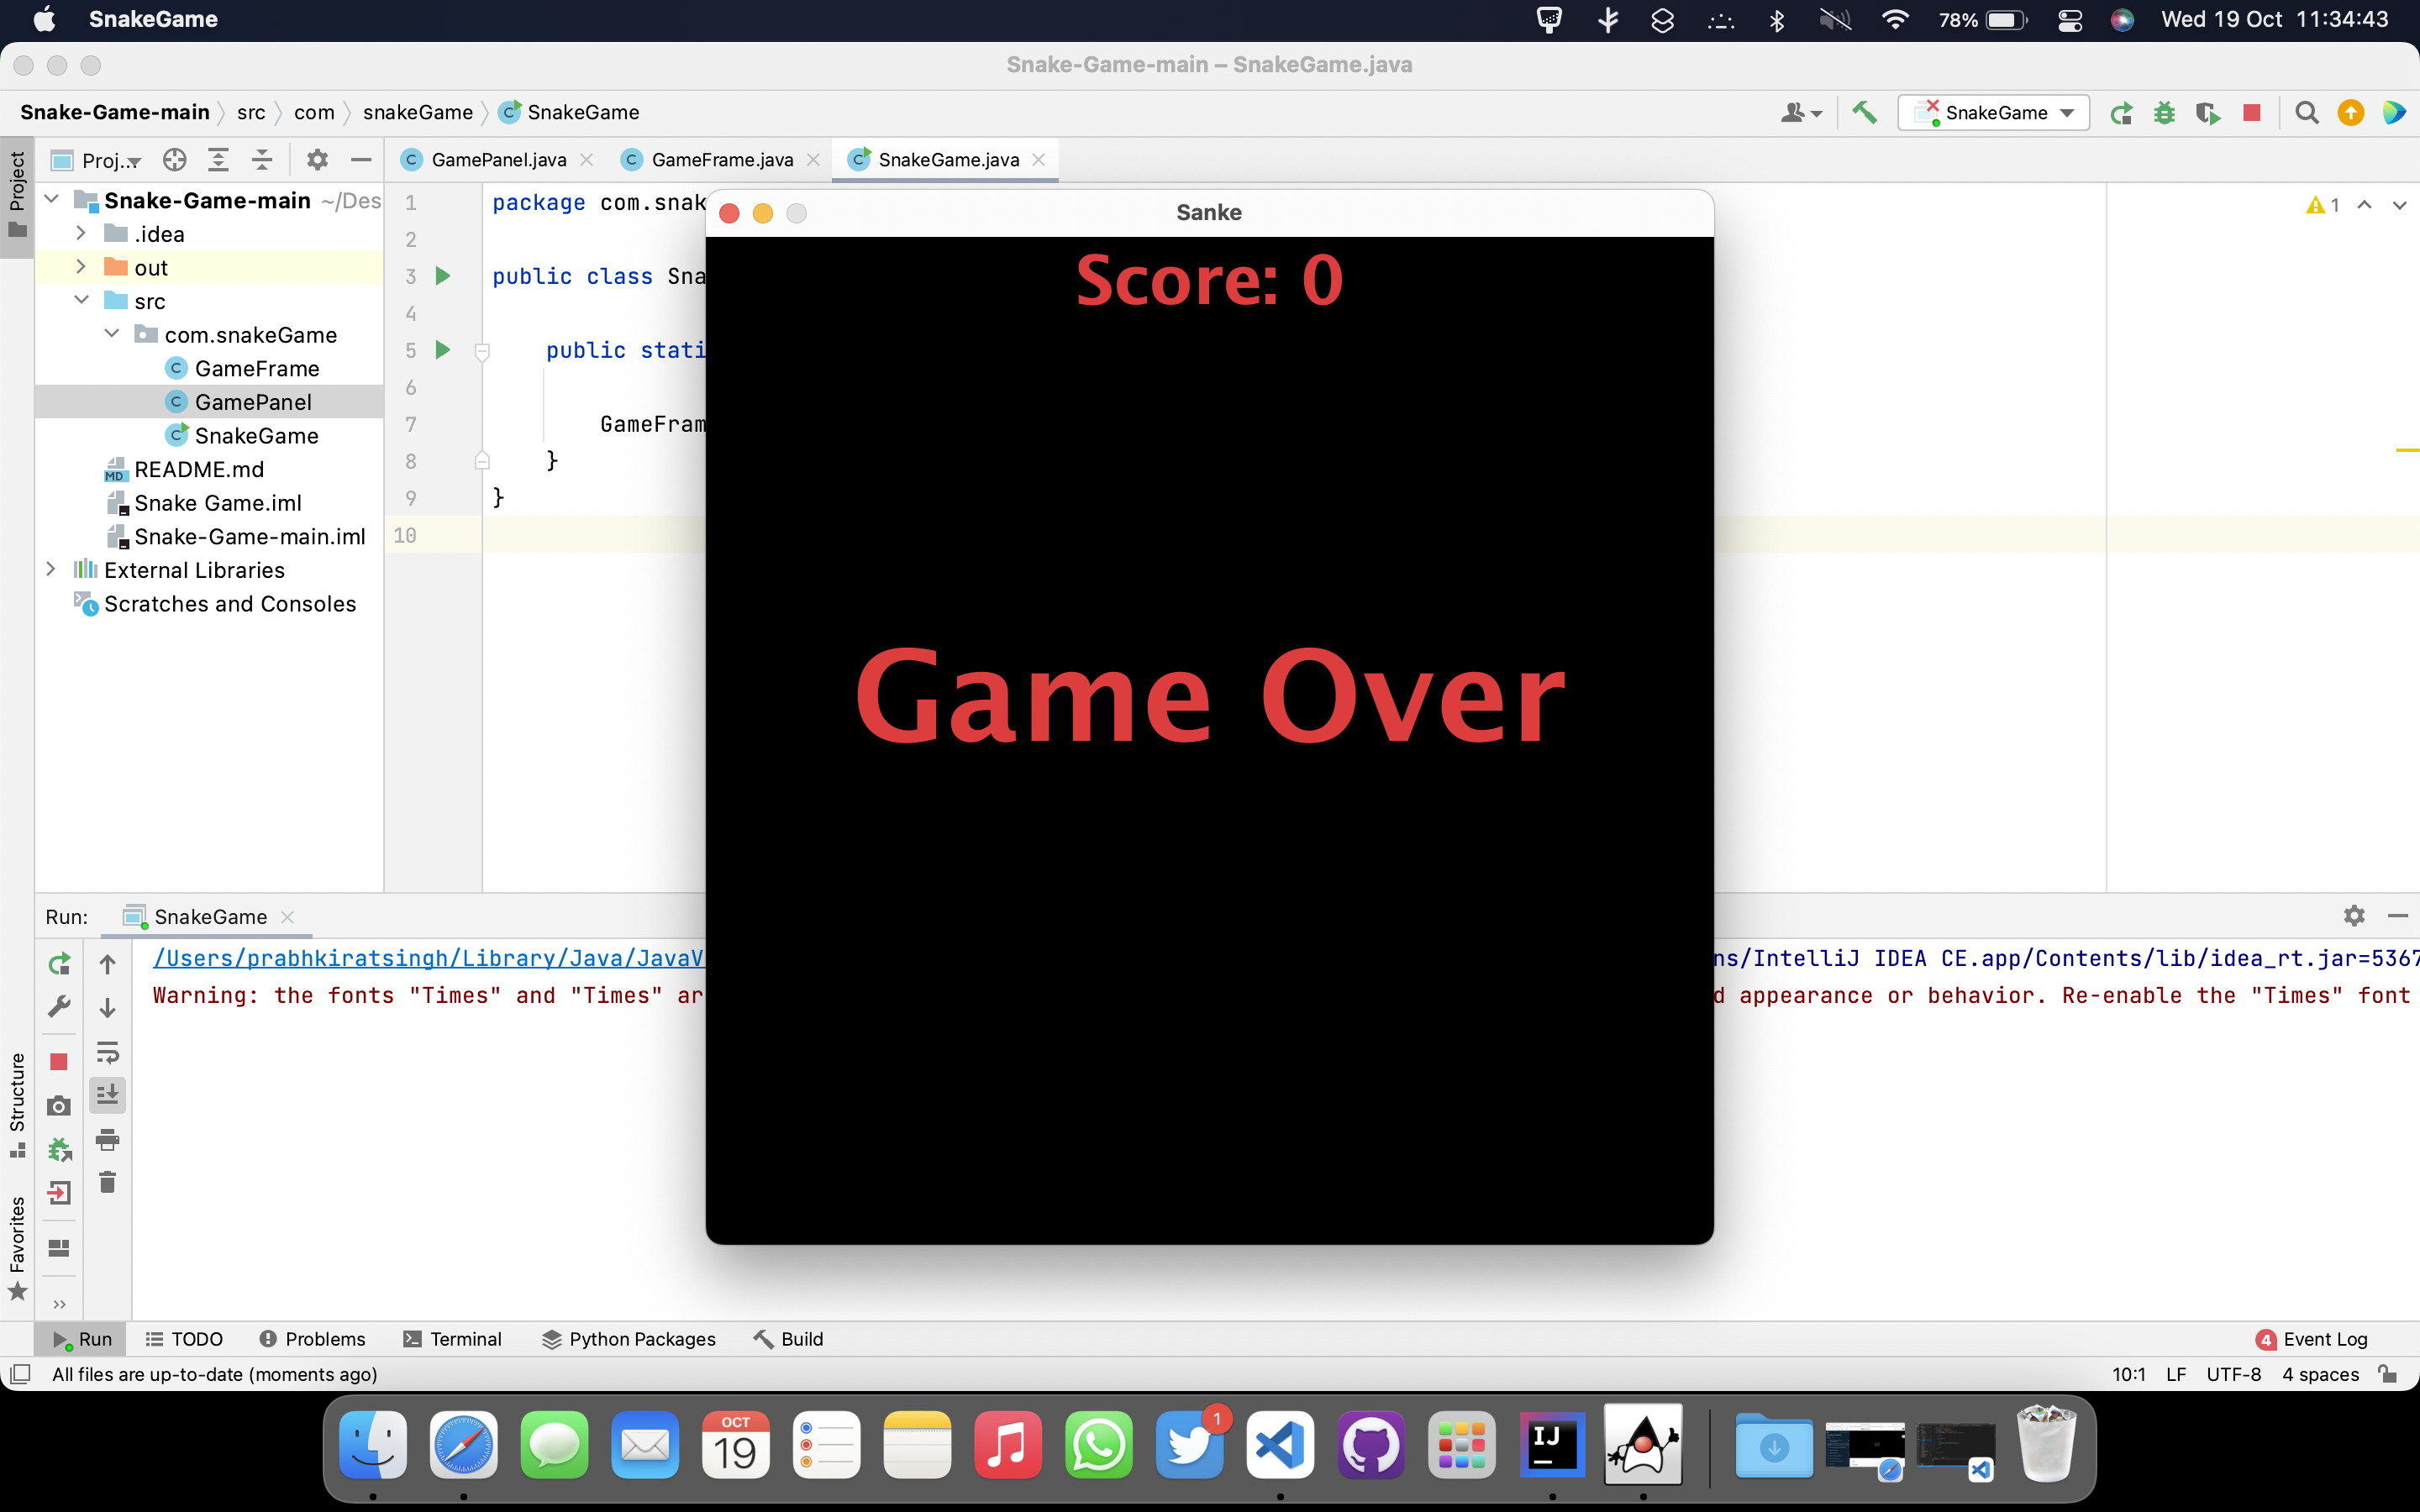 SnakeGame
78%
Wed 19 Oct 11:34:43
Snake-Game-main – SnakeGame.java
Snake-Game-main src com snakeGame SnakeGame
SnakeGame
Project
Proj...
GamePanel.java
GameFrame.java
SnakeGame.java
Snake-Game-main ~/Des
.idea
out
src
com.snakeGame
GameFrame
GamePanel
SnakeGame
README.md
Snake Game.iml
Snake-Game-main.iml
External Libraries
Scratches and Consoles
1 package com.snak
2
3 public class Sna
4
5 public stati
6
7 GameFram
8 }
9 }
10
1
Sanke
Score: 0
Game Over
Run: SnakeGame
/Users/prabhkiratsingh/Library/Java/JavaV
ns/IntelliJ IDEA CE.app/Contents/lib/idea_rt.jar=5367
Warning: the fonts "Times" and "Times" ar
d appearance or behavior. Re-enable the "Times" font
Structure
Favorites
Run TODO Problems Terminal Python Packages Build
4 Event Log
All files are up-to-date (moments ago)
10:1 LF UTF-8 4 spaces
OCT
19
1
IJ